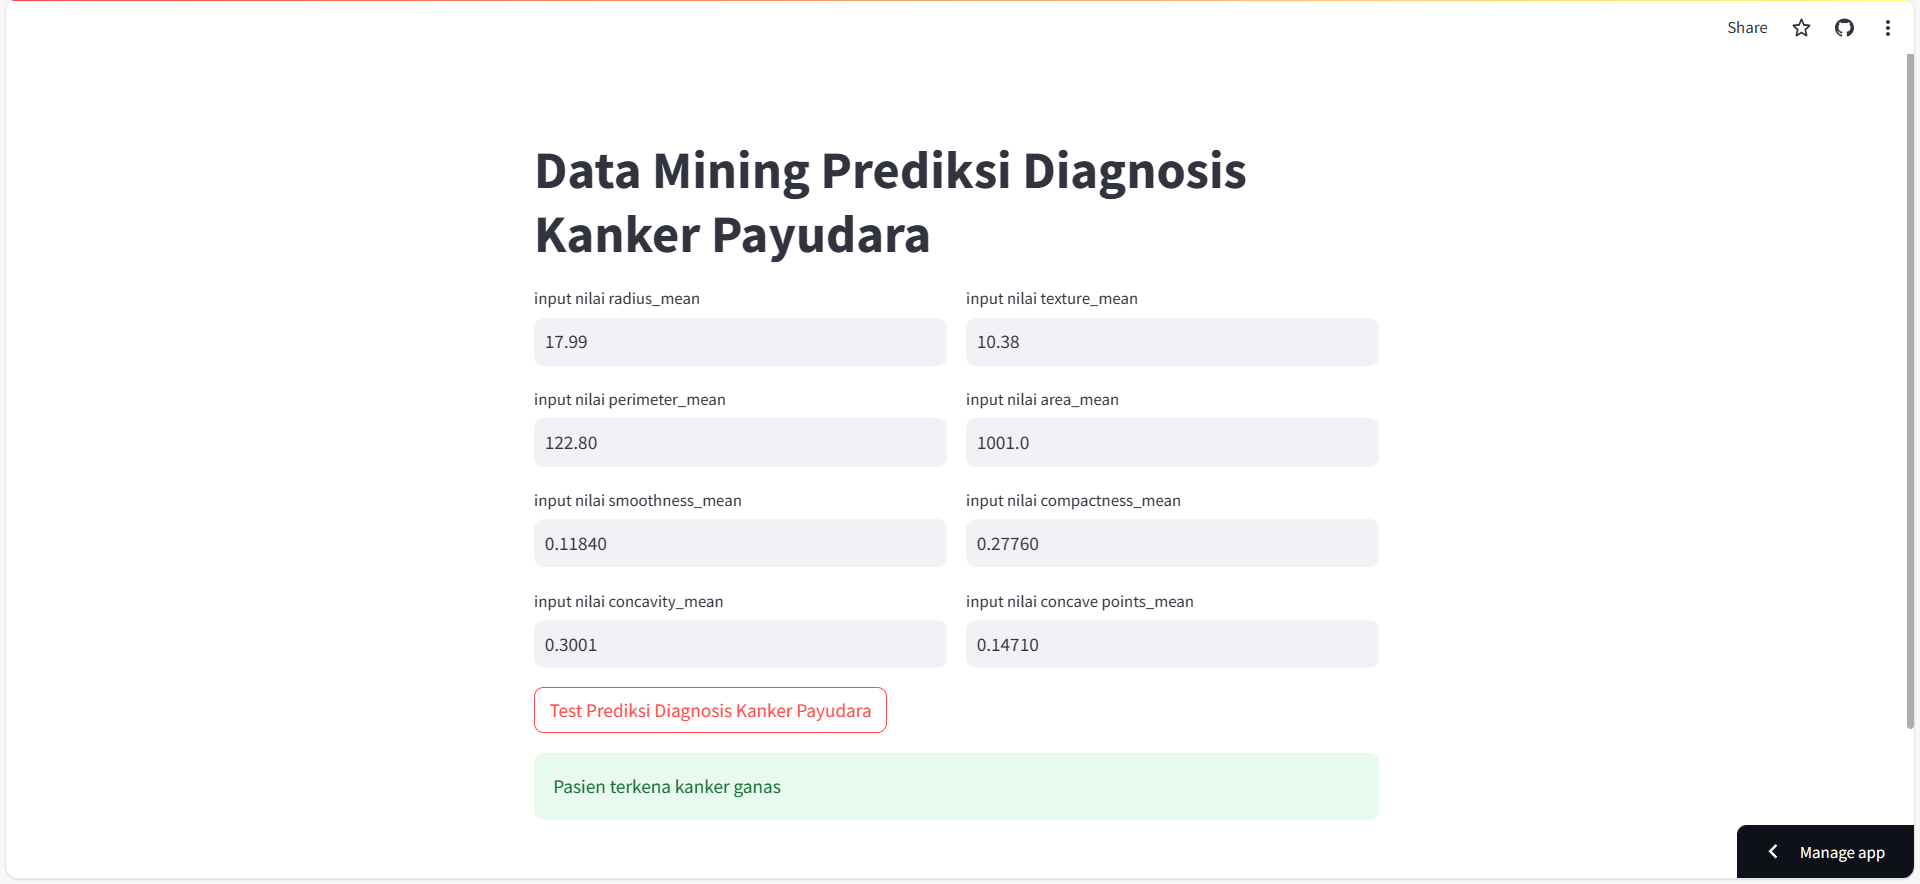 Share
Data Mining Prediksi Diagnosis
Kanker Payudara
input nilai radius_mean
input nilai texture_mean
17.99
10.38
input nilai perimeter_mean
input nilai area_mean
122.80
1001.0
input nilai smoothness_mean
input nilai compactness_mean
0.11840
0.27760
input nilai concavity_mean
input nilai concave points_mean
0.3001
0.14710
Test Prediksi Diagnosis Kanker Payudara
Pasien terkena kanker ganas
Manage app